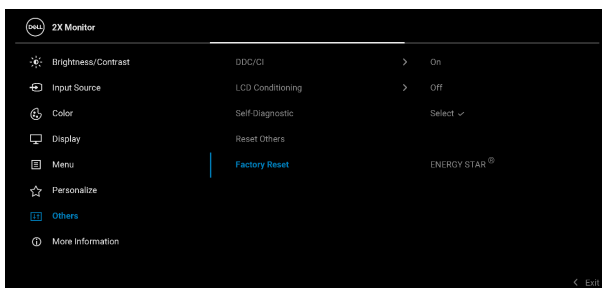 DELL 2X Monitor
Brightness/Contrast DDC/CI > On
Input Source LCD Conditioning > Off
Color Self-Diagnostic Select ✓
Display Reset Others
Menu Factory Reset ENERGY STAR®
Personalize
Others
More Information
< Exit